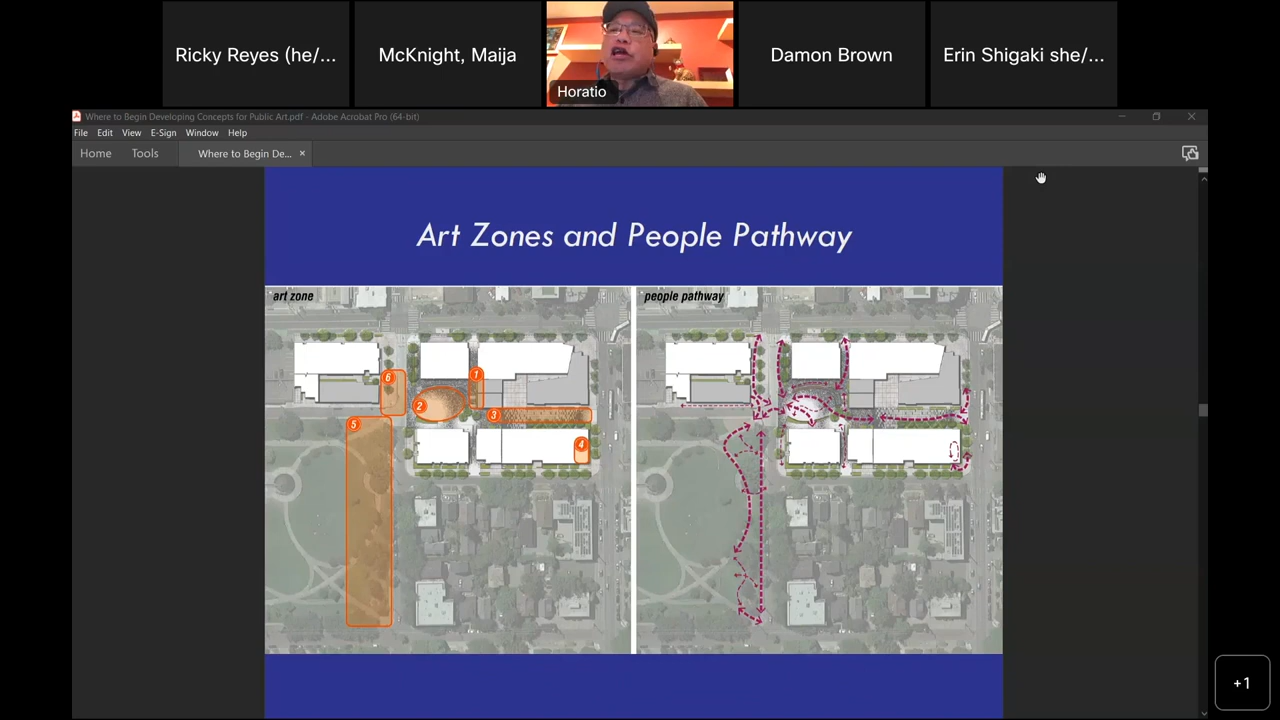 Ricky Reyes (he/...
McKnight, Maija
Horatio
Damon Brown
Erin Shigaki she/...
Where to Begin Developing Concepts for Public Art.pdf - Adobe Acrobat Pro (64-bit)
File Edit View E-Sign Window Help
Home Tools Where to Begin De... ×
Art Zones and People Pathway
art zone
people pathway
6
1
2
3
5
4
+1